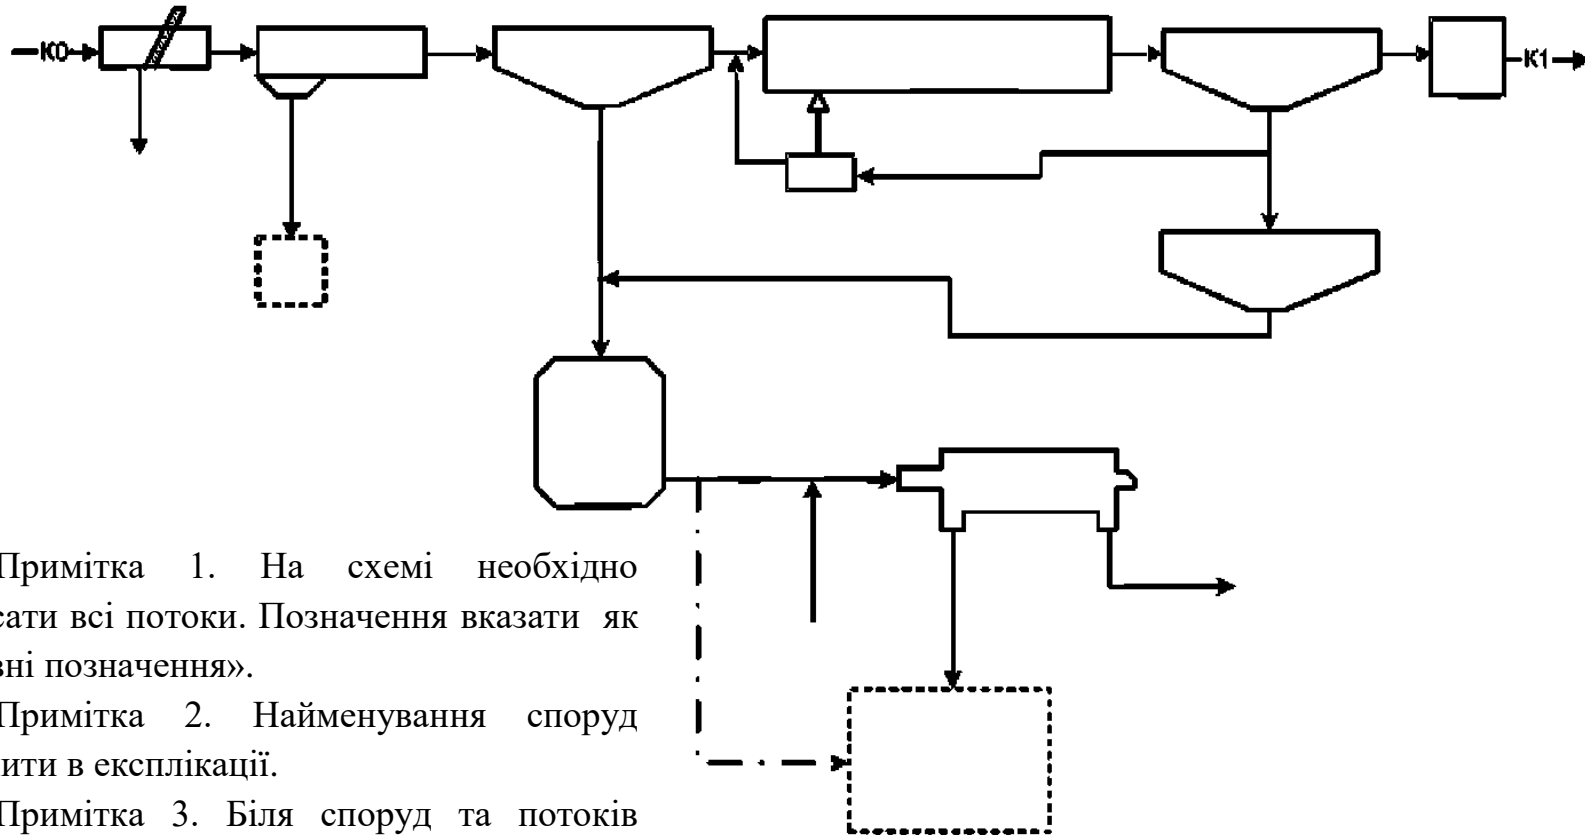 К0
К1
Примітка 1. На схемі необхідно
сати всі потоки. Позначення вказати як
вні позначення».
Примітка 2. Найменування споруд
ити в експлікації.
Примітка 3. Біля споруд та потоків